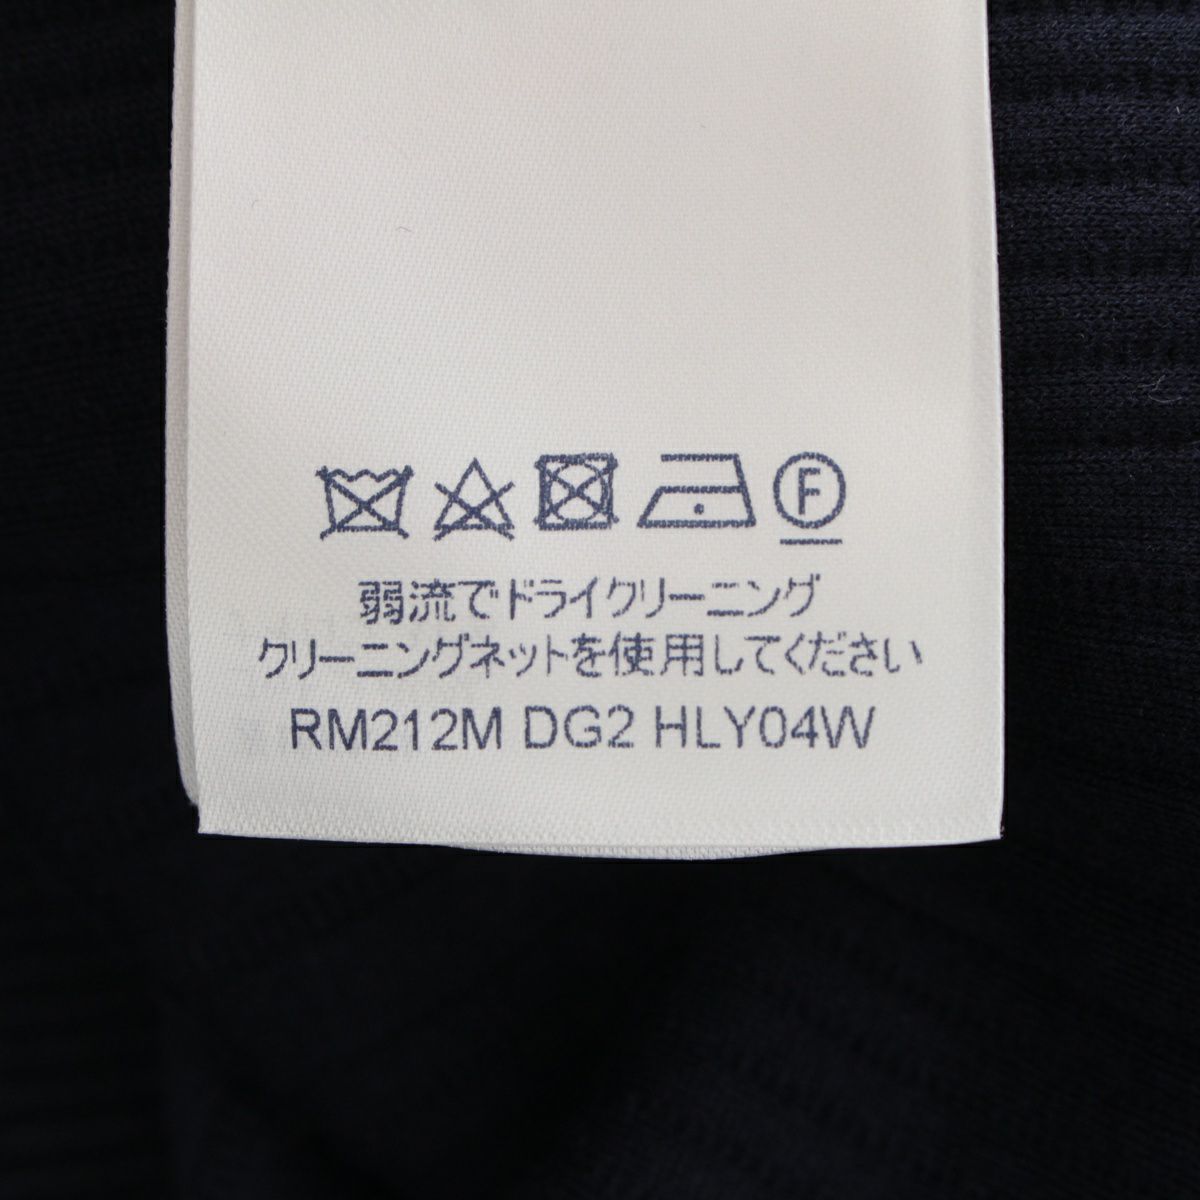 F
弱流でドライクリーニング
クリーニングネットを使用してください
RM212M DG2 HLY04W